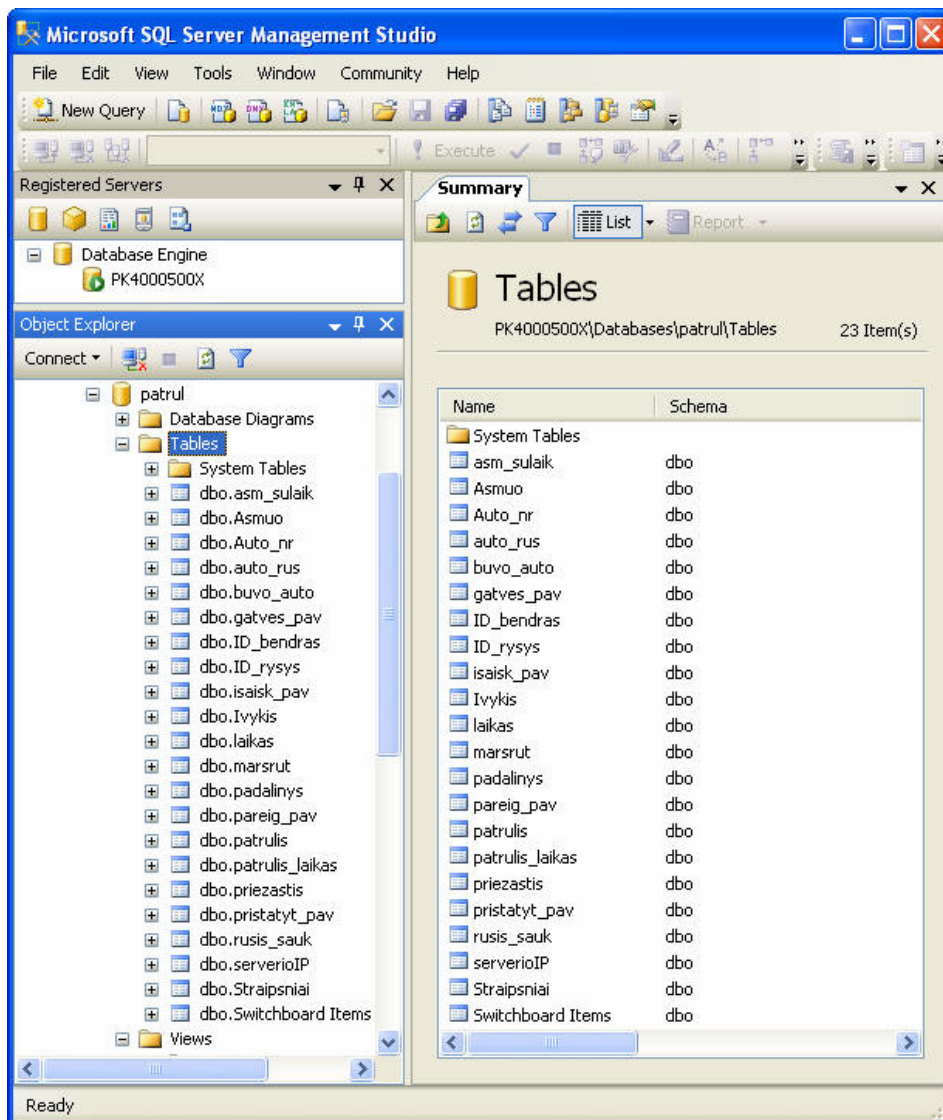 Microsoft SQL Server Management Studio
File Edit View Tools Window Community Help
New Query
Execute
Registered Servers
Database Engine
PK4000500X
Object Explorer
Connect
patrul
Database Diagrams
Tables
System Tables
dbo.asm_sulaik
dbo.Asmuo
dbo.Auto_nr
dbo.auto_rus
dbo.buvo_auto
dbo.gatves_pav
dbo.ID_bendras
dbo.ID_rysys
dbo.isaisk_pav
dbo.Ivykis
dbo.laikas
dbo.marsrut
dbo.padalinys
dbo.pareig_pav
dbo.patrulis
dbo.patrulis_laikas
dbo.priezastis
dbo.pristatyt_pav
dbo.rusis_sauk
dbo.serverioIP
dbo.Straipsniai
dbo.Switchboard Items
Views
Summary
List Report
Tables
PK4000500X\Databases\patrul\Tables 23 Item(s)
Name Schema
System Tables
asm_sulaik dbo
Asmuo dbo
Auto_nr dbo
auto_rus dbo
buvo_auto dbo
gatves_pav dbo
ID_bendras dbo
ID_rysys dbo
isaisk_pav dbo
Ivykis dbo
laikas dbo
marsrut dbo
padalinys dbo
pareig_pav dbo
patrulis dbo
patrulis_laikas dbo
priezastis dbo
pristatyt_pav dbo
rusis_sauk dbo
serverioIP dbo
Straipsniai dbo
Switchboard Items dbo
Ready